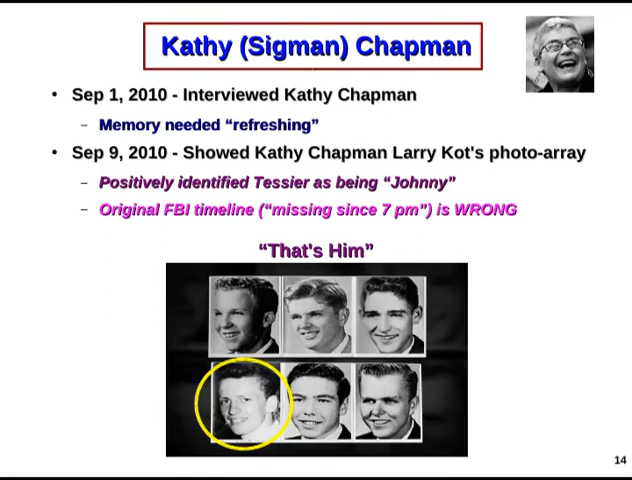 Kathy (Sigman) Chapman
• Sep 1, 2010 - Interviewed Kathy Chapman
– Memory needed “refreshing”
• Sep 9, 2010 - Showed Kathy Chapman Larry Kot's photo-array
– Positively identified Tessier as being “Johnny”
– Original FBI timeline (“missing since 7 pm”) is WRONG
“That's Him”
14